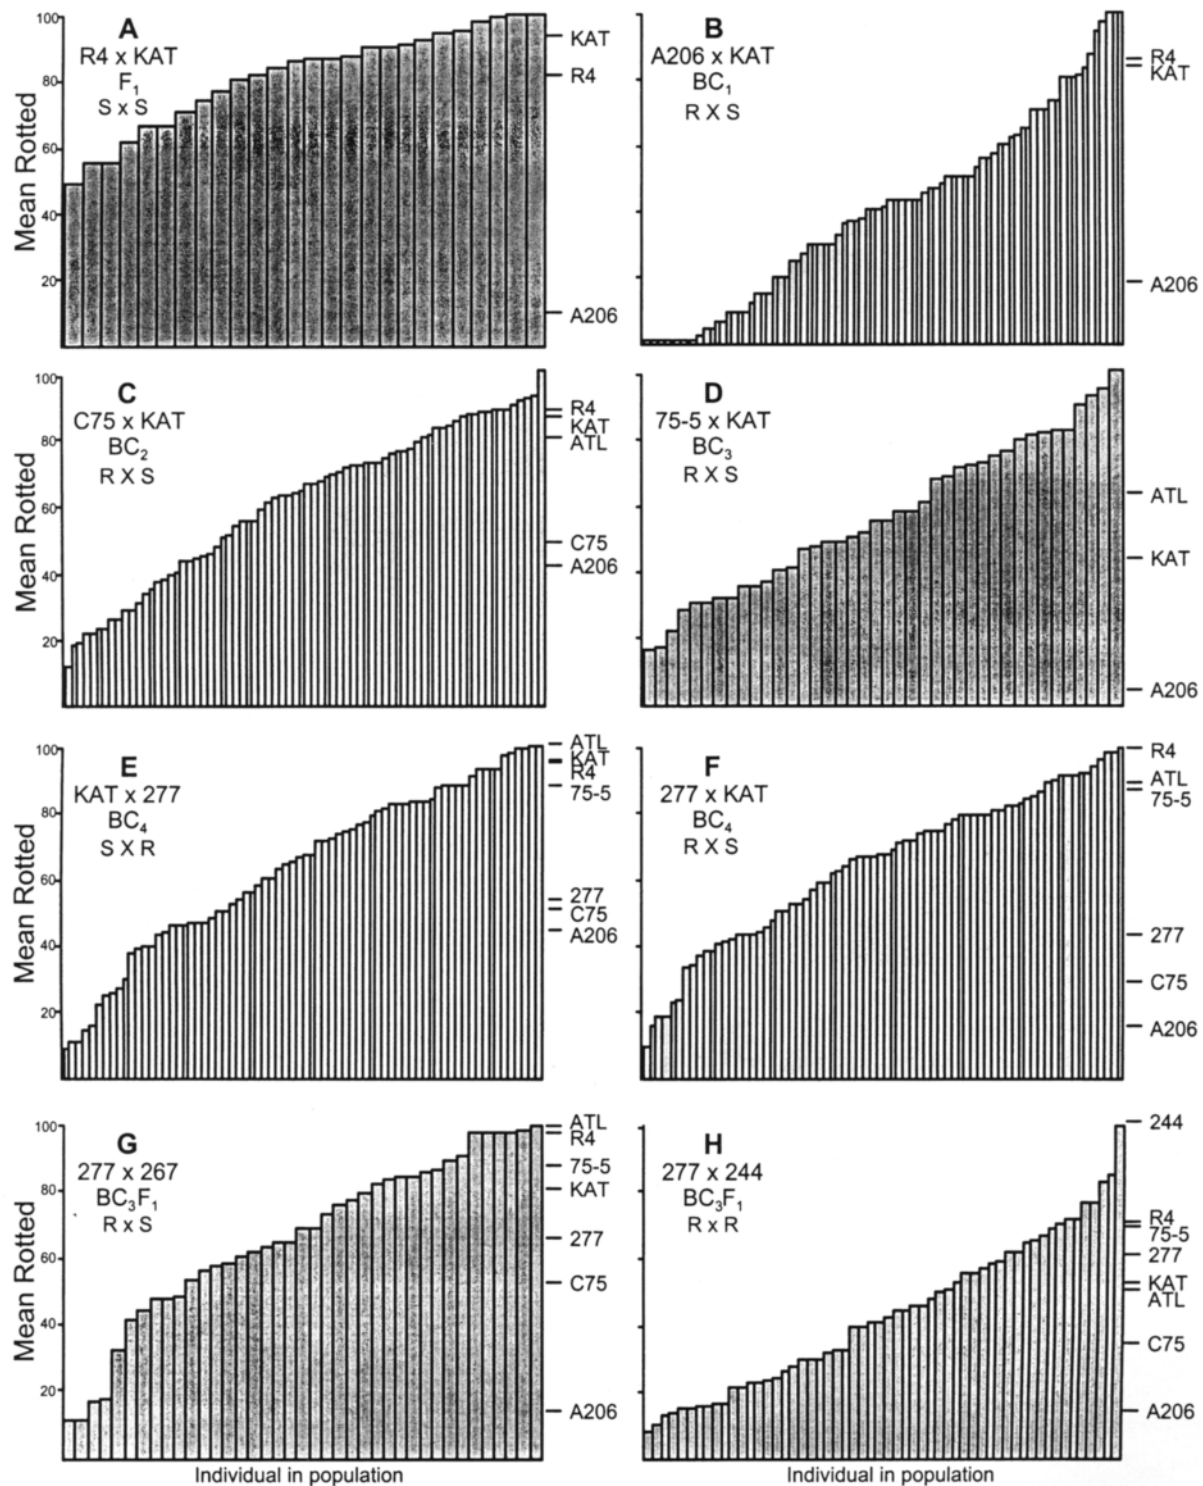 Mean Rotted
100
80
60
40
20
A
R4 x KAT
F1
S x S
KAT
R4
A206
B
A206 x KAT
BC1
R X S
R4
KAT
A206
Mean Rotted
100
80
60
40
20
C
C75 x KAT
BC2
R X S
R4
KAT
ATL
C75
A206
D
75-5 x KAT
BC3
R X S
ATL
KAT
A206
100
80
60
40
20
E
KAT x 277
BC4
S X R
ATL
KAT
R4
75-5
277
C75
A206
F
277 x KAT
BC4
R X S
R4
ATL
75-5
277
C75
A206
Mean Rotted
100
80
60
40
20
G
277 x 267
BC3F1
R x S
ATL
R4
75-5
KAT
277
C75
A206
H
277 x 244
BC3F1
R x R
244
R4
75-5
277
KAT
ATL
C75
A206
Individual in population
Individual in population